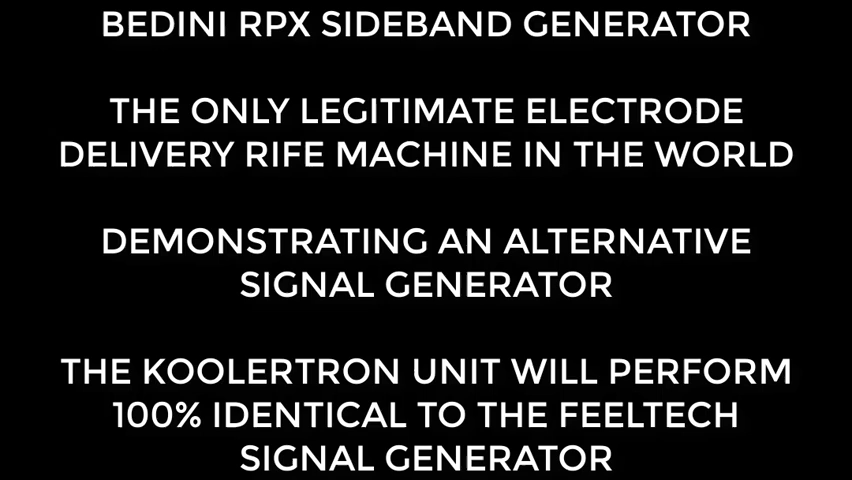 BEDINI RPX SIDEBAND GENERATOR
THE ONLY LEGITIMATE ELECTRODE
DELIVERY RIFE MACHINE IN THE WORLD
DEMONSTRATING AN ALTERNATIVE
SIGNAL GENERATOR
THE KOOLERTRON UNIT WILL PERFORM
100% IDENTICAL TO THE FEELTECH
SIGNAL GENERATOR